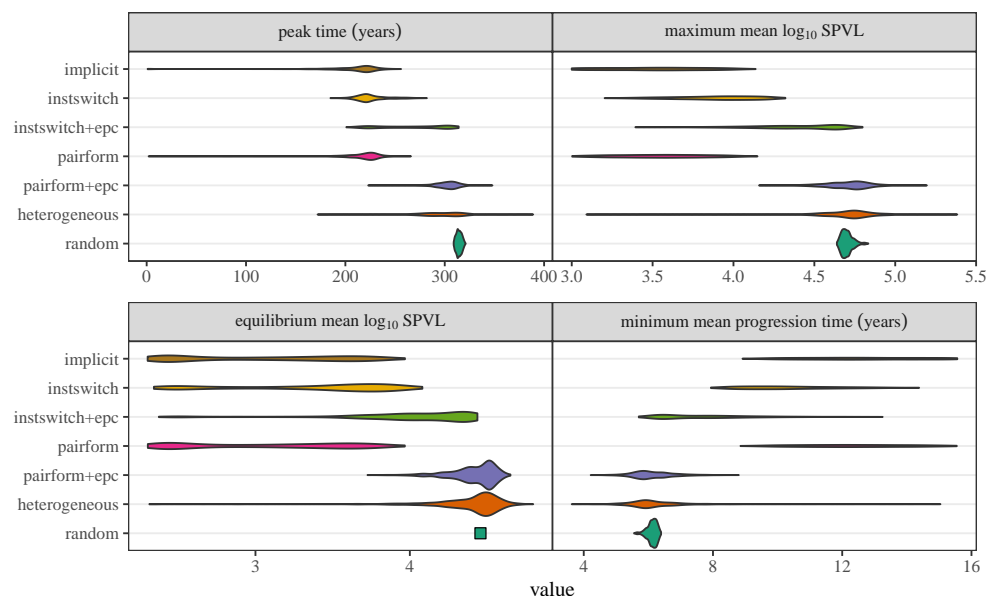 peak time (years)
maximum mean log₁₀ SPVL
implicit
instswitch
instswitch+epc
pairform
pairform+epc
heterogeneous
random
0 100 200 300 400 3.0 3.5 4.0 4.5 5.0 5.5
equilibrium mean log₁₀ SPVL
minimum mean progression time (years)
implicit
instswitch
instswitch+epc
pairform
pairform+epc
heterogeneous
random
3 4 4 8 12 16
value